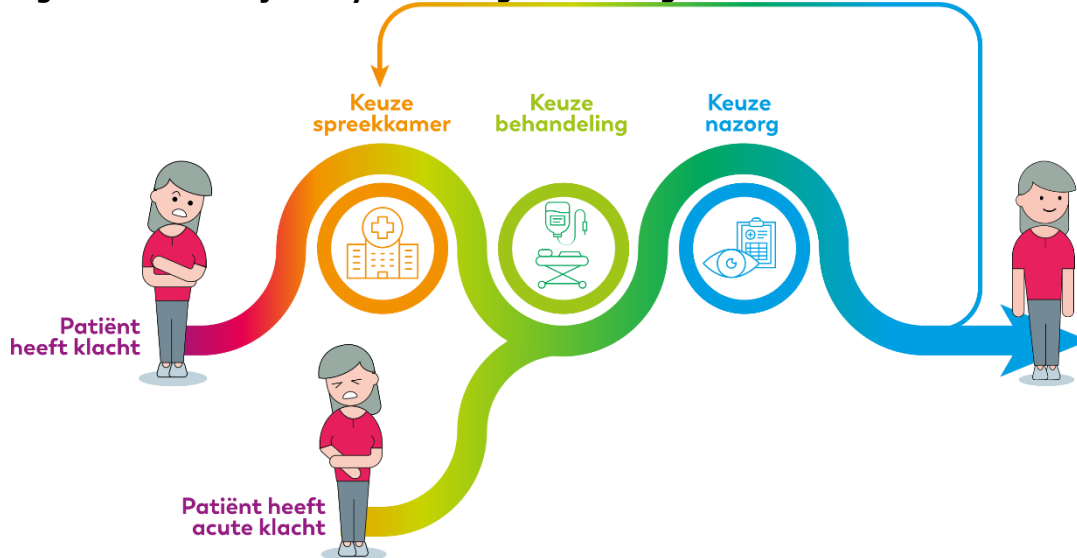 Keuze
spreekkamer
Keuze
behandeling
Keuze
nazorg
Patiënt
heeft klacht
Patiënt heeft
acute klacht